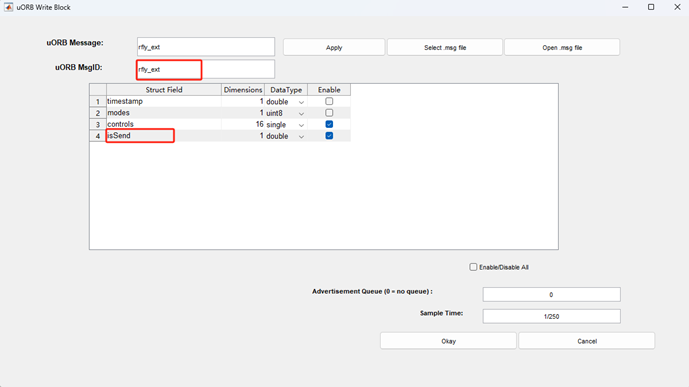 uORB Write Block
uORB Message: rfly_ext Apply Select .msg file Open .msg file
uORB MsgID: rfly_ext
Struct Field Dimensions DataType Enable
1 timestamp 1 double
2 modes 1 uint8
3 controls 16 single
4 isSend 1 double
Enable/Disable All
Advertisement Queue (0 = no queue) : 0
Sample Time: 1/250
Okay Cancel